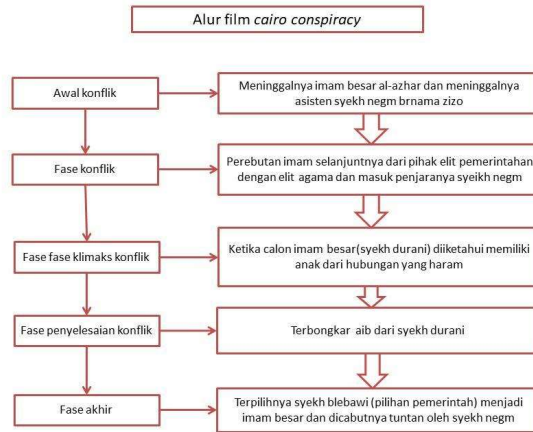 Alur film cairo conspiracy
Awal konflik
Meninggalnya imam besar al-azhar dan meninggalnya
asisten syekh negm brnama zizo
Fase konflik
Perebutan imam selanjutnya dari pihak elit pemerintahan
dengan elit agama dan masuk penjaranya syeikh negm
Fase fase klimaks konflik
Ketika calon imam besar(syekh durani) diiketahui memiliki
anak dari hubungan yang haram
Fase penyelesaian konflik
Terbongkar aib dari syekh durani
Fase akhir
Terpilihnya syekh blebawi (pilihan pemerintah) menjadi
imam besar dan dicabutnya tuntan oleh syekh negm